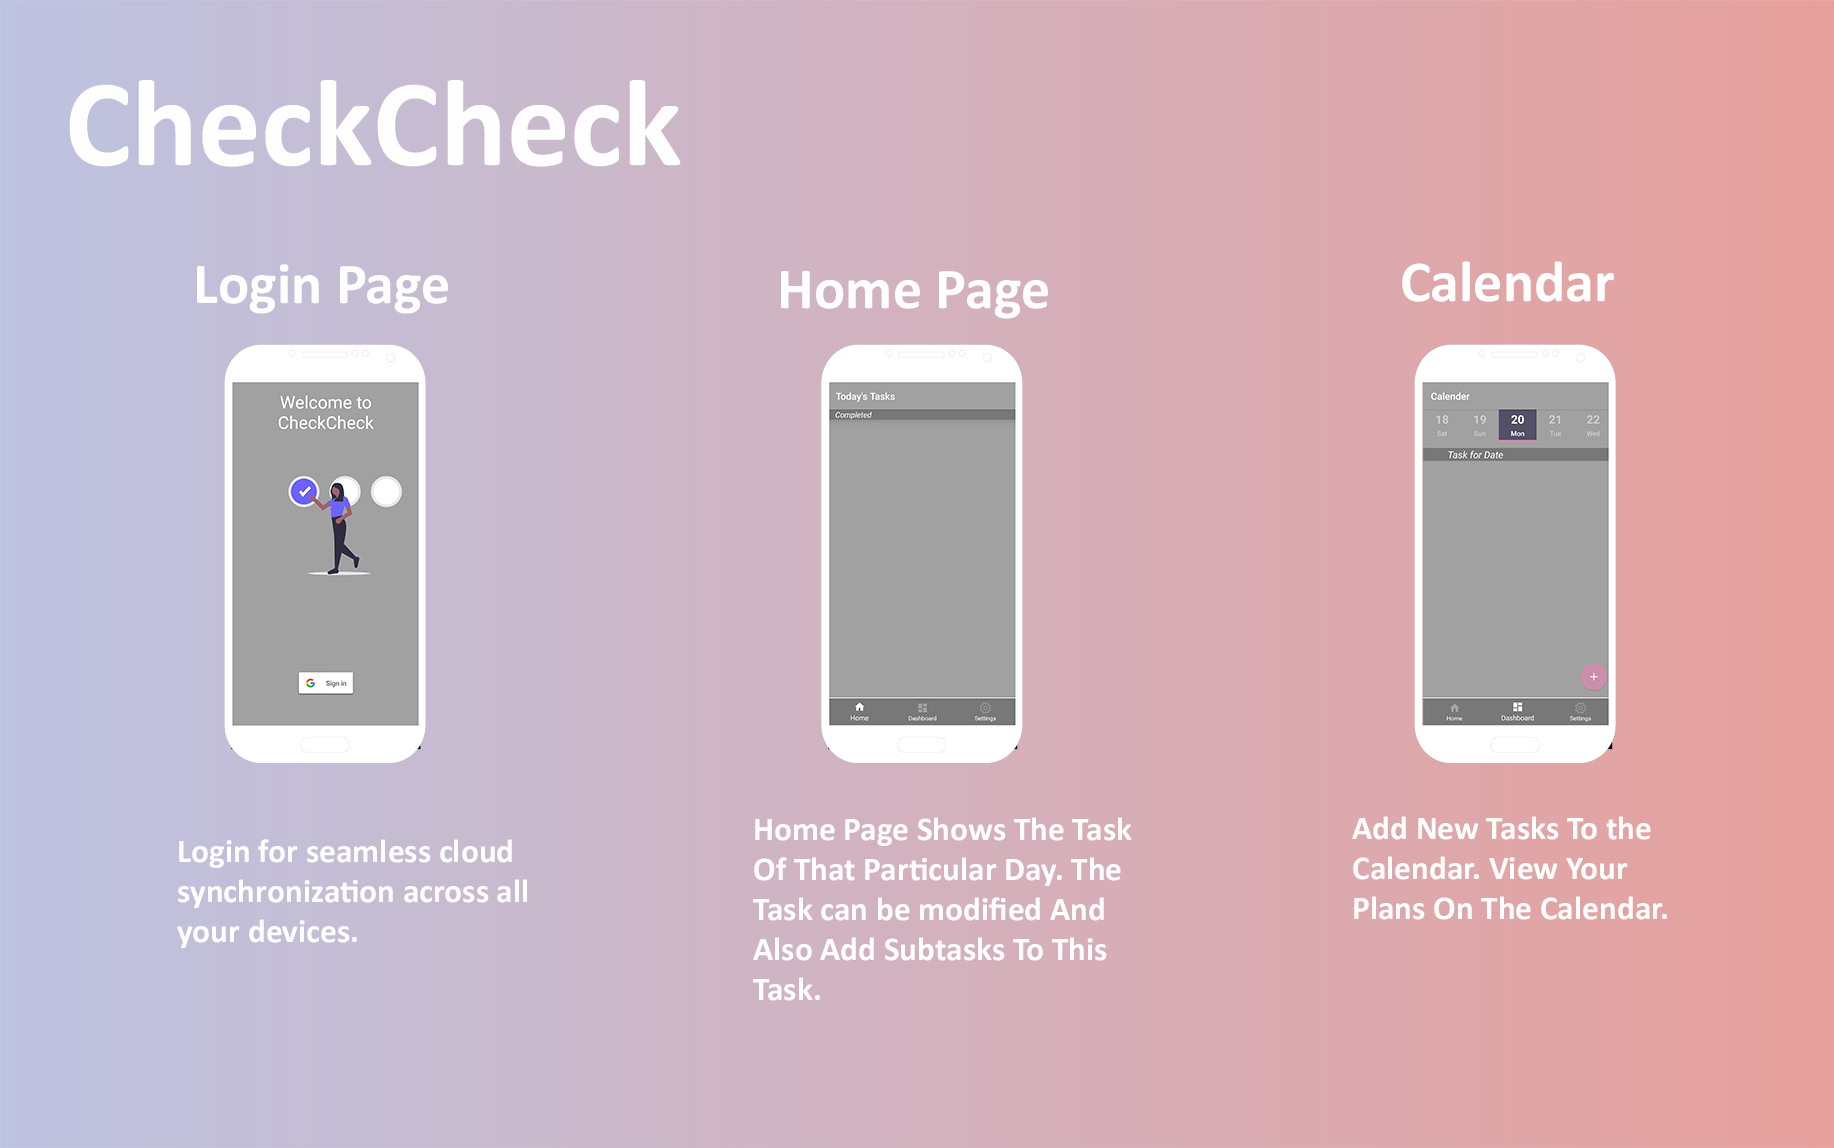 CheckCheck
Login Page
Welcome to
CheckCheck
Sign in
Login for seamless cloud
synchronization across all
your devices.
Home Page
Today's Tasks
Completed
Home Dashboard Settings
Home Page Shows The Task
Of That Particular Day. The
Task can be modified And
Also Add Subtasks To This
Task.
Calendar
Calender
18 19 20 21 22
Sat Sun Mon Tue Wed
Task for Date
+
Home Dashboard Settings
Add New Tasks To the
Calendar. View Your
Plans On The Calendar.